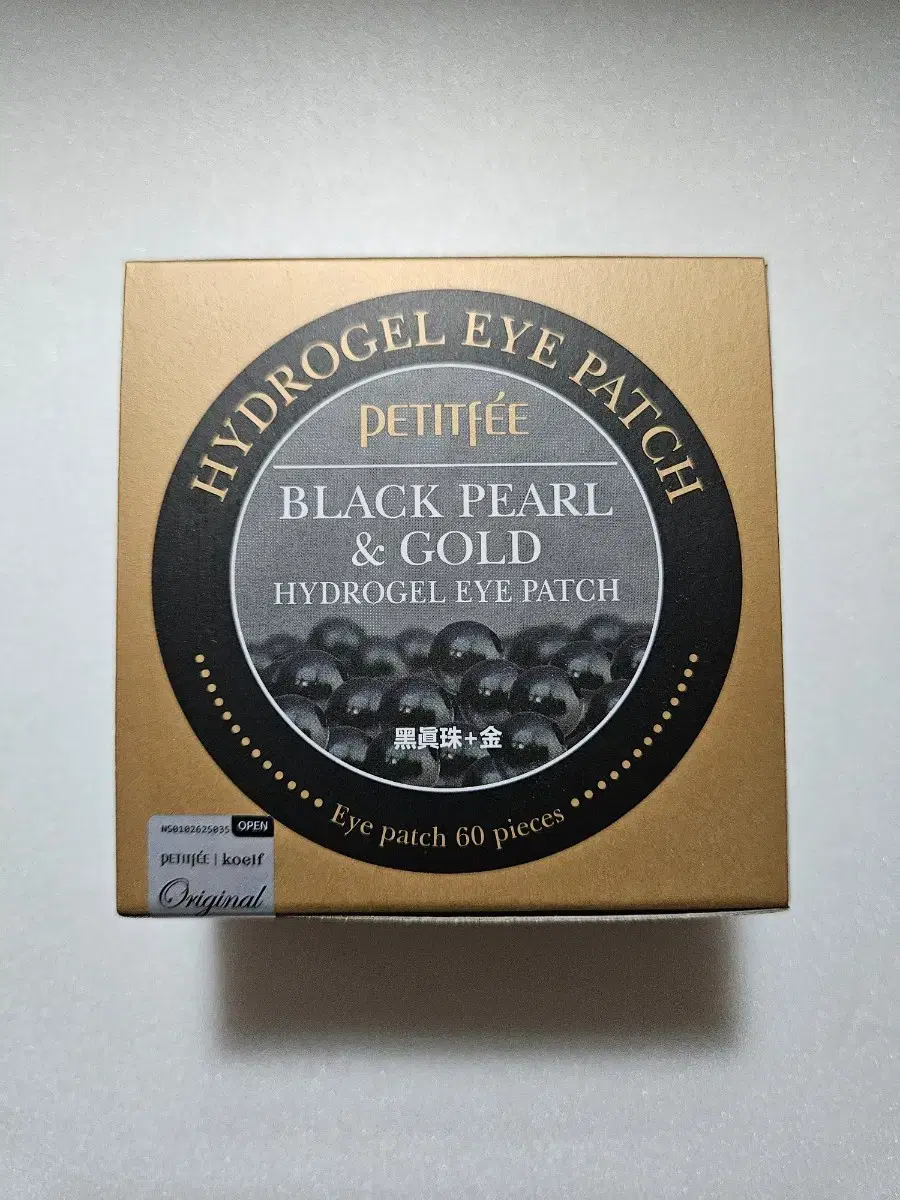 HYDROGEL EYE PATCH
PETITFÉE
BLACK PEARL
& GOLD
HYDROGEL EYE PATCH
黑眞珠+金
Eye patch 60 pieces
NS0102625035 OPEN
PETITFÉE | koelf
Original